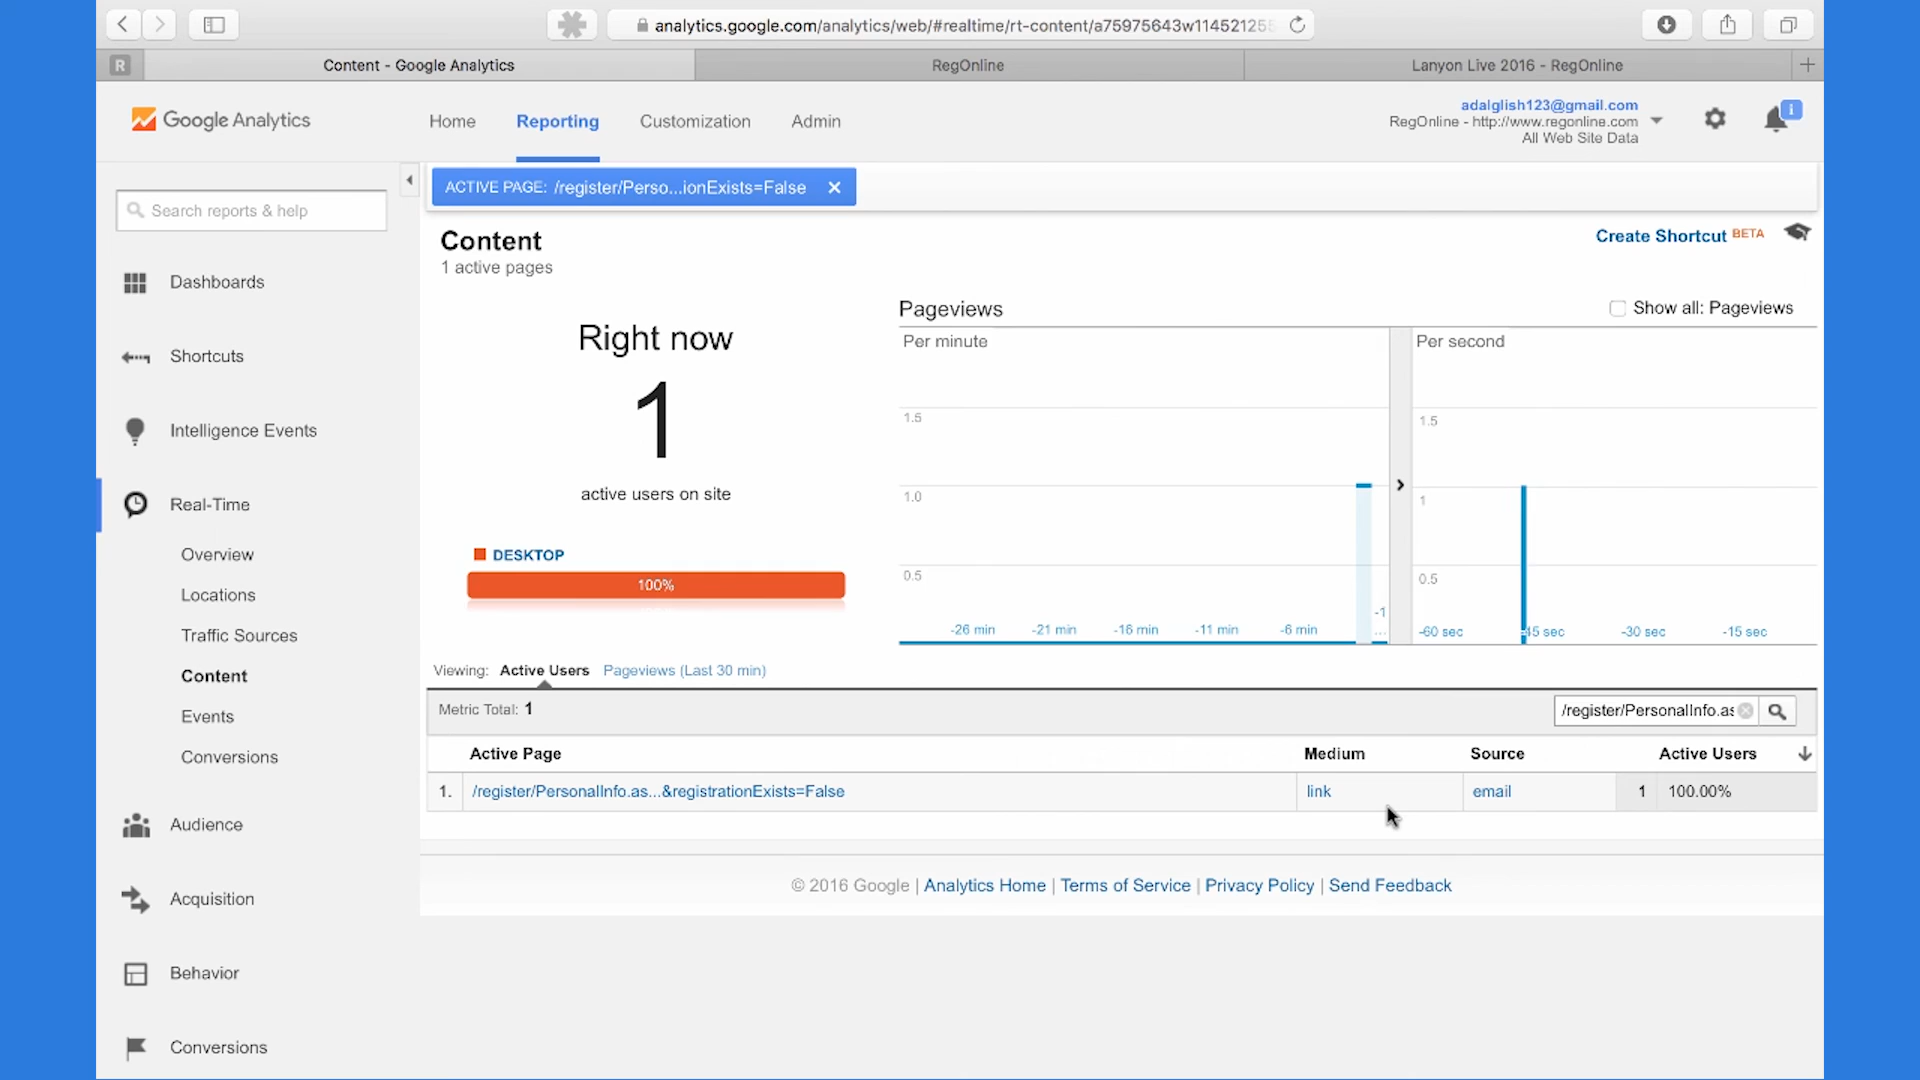 analytics.google.com/analytics/web/#realtime/rt-content/a75975643w11452125
R
Content - Google Analytics
RegOnline
Lanyon Live 2016 - RegOnline
Google Analytics
Home
Reporting
Customization
Admin
adalglish123@gmail.com
RegOnline - http://www.regonline.com
All Web Site Data
i
Search reports & help
ACTIVE PAGE: /register/Perso...ionExists=False
Dashboards
Shortcuts
Intelligence Events
Real-Time
Overview
Locations
Traffic Sources
Content
Events
Conversions
Audience
Acquisition
Behavior
Conversions
Content
1 active pages
Create Shortcut BETA
Right now
1
active users on site
DESKTOP
100%
Pageviews
Show all: Pageviews
Per minute
1.5
1.0
0.5
-26 min
-21 min
-16 min
-11 min
-6 min
-1
...
Per second
1.5
1
0.5
-60 sec
-45 sec
-30 sec
-15 sec
Viewing: Active Users Pageviews (Last 30 min)
Metric Total: 1
/register/PersonalInfo.as
Active Page Medium Source Active Users
1. /register/PersonalInfo.as...&registrationExists=False link email 1 100.00%
© 2016 Google | Analytics Home | Terms of Service | Privacy Policy | Send Feedback